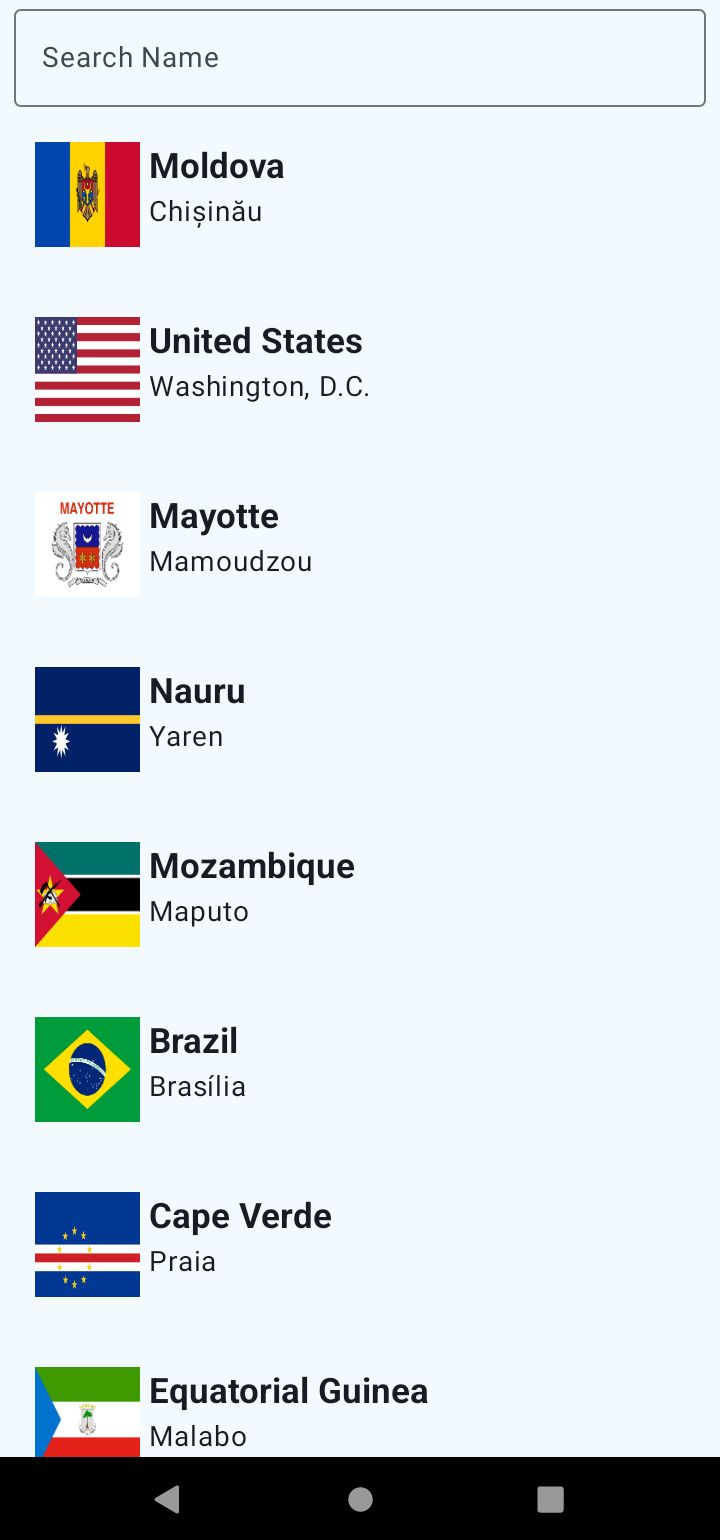 Search Name
Moldova
Chișinău
United States
Washington, D.C.
MAYOTTE
Mayotte
Mamoudzou
Nauru
Yaren
Mozambique
Maputo
Brazil
Brasília
Cape Verde
Praia
Equatorial Guinea
Malabo